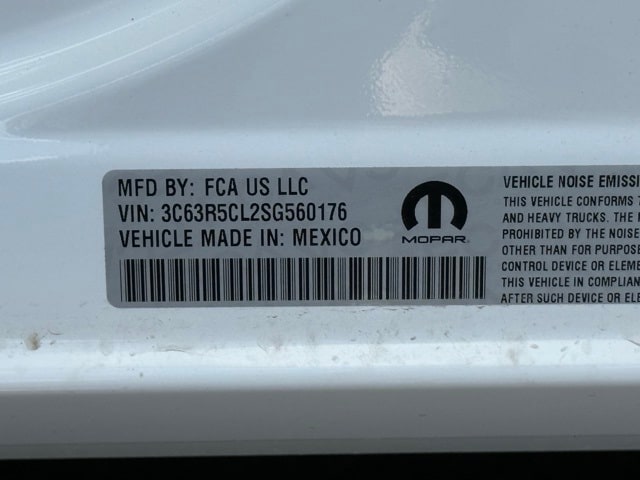 MFD BY: FCA US LLC
VIN: 3C63R5CL2SG560176
VEHICLE MADE IN: MEXICO
MOPAR
VEHICLE NOISE EMISSI
THIS VEHICLE CONFORMS
AND HEAVY TRUCKS. THE
PROHIBITED BY THE NOISE
OTHER THAN FOR PURPOSE
CONTROL DEVICE OR ELEME
THIS VEHICLE IN COMPLIAN
AFTER SUCH DEVICE OR ELE